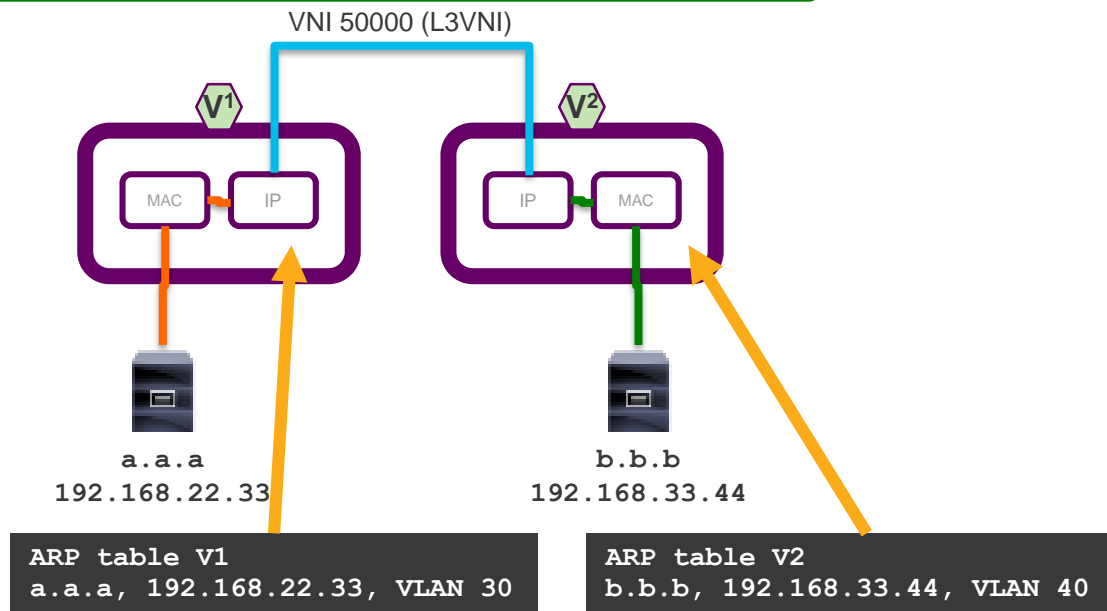 VNI 50000 (L3VNI)
V1
V2
MAC
IP
IP
MAC
a.a.a
192.168.22.33
b.b.b
192.168.33.44
ARP table V1
a.a.a, 192.168.22.33, VLAN 30
ARP table V2
b.b.b, 192.168.33.44, VLAN 40